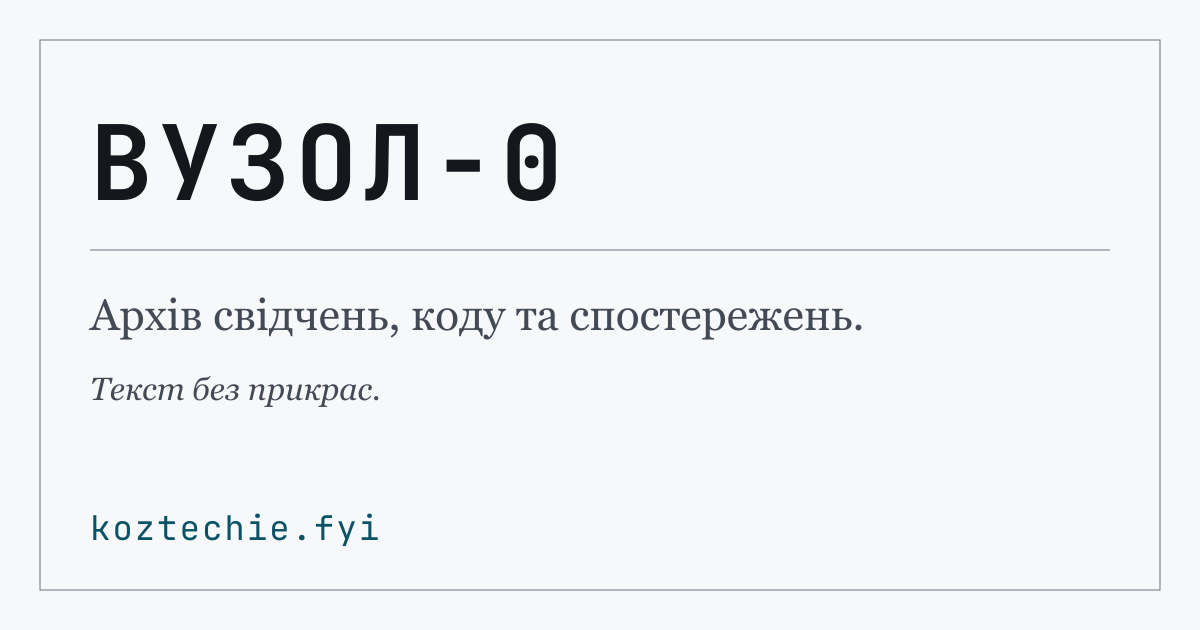 ВУЗОЛ-0
Архів свідчень, коду та спостережень.
Текст без прикрас.
koztechie.fyi